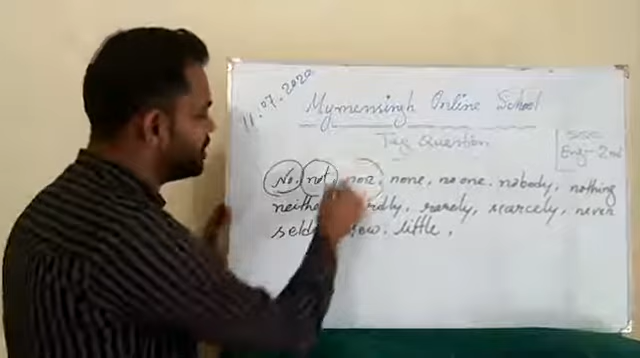 11.07.2020
Mymensingh Online School
Tag Question
SSC
Eng-2nd
No, not, nor, none, no one, nobody, nothing
neither, hardly, rarely, scarcely, never
seldom, few, little,